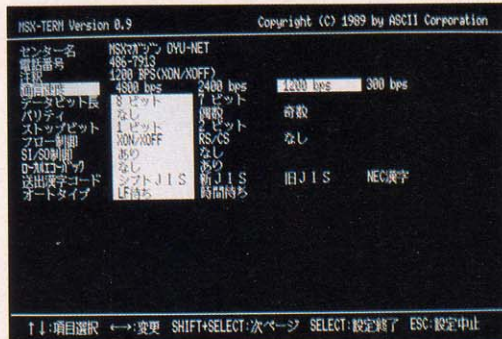 MSX-TERM Version 0.9 Copyright (C) 1989 by ASCII Corporation
センター名 MSXマガジン OYU-NET
電話番号 486-7913
注釈 1200 BPS(XON/XOFF)
通信速度 4800 bps 2400 bps 1200 bps 300 bps
データビット長 8 ビット 7 ビット
パリティ なし 偶数 奇数
ストップビット 1 ビット 2 ビット
フロー制御 XON/XOFF RS/CS なし
SI/SO制御 あり なし
ローカルエコーバック なし あり
送出漢字コード シフトJIS 新JIS 旧JIS NEC漢字
オートタイプ LF待ち 時間待ち
↑↓:項目選択 ←→:変更 SHIFT+SELECT:次ページ SELECT:設定終了 ESC:設定中止